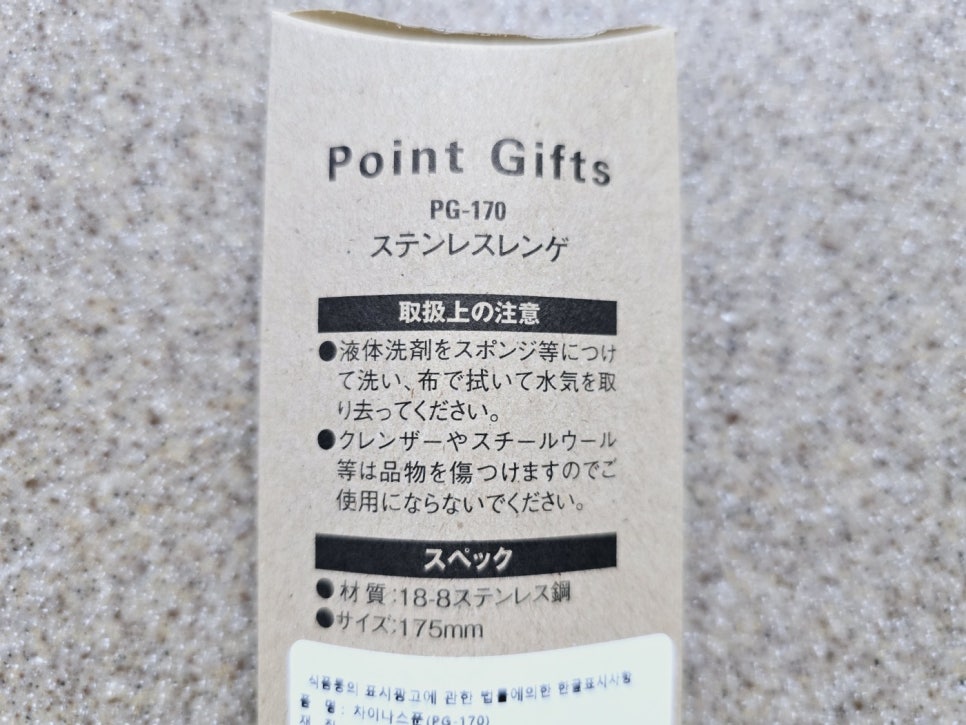 Point Gifts
PG-170
ステンレスレンゲ
取扱上の注意
●液体洗剤をスポンジ等につけ
て洗い、布で拭いて水気を取
り去ってください。
●クレンザーやスチールウール
等は品物を傷つけますのでご
使用にならないでください。
スペック
●材質:18-8ステンレス鋼
●サイズ:175mm
식품등의 표시광고에 관한 법률에의한 한글표시사항
품 명 : 차이나스푼(PG-170)